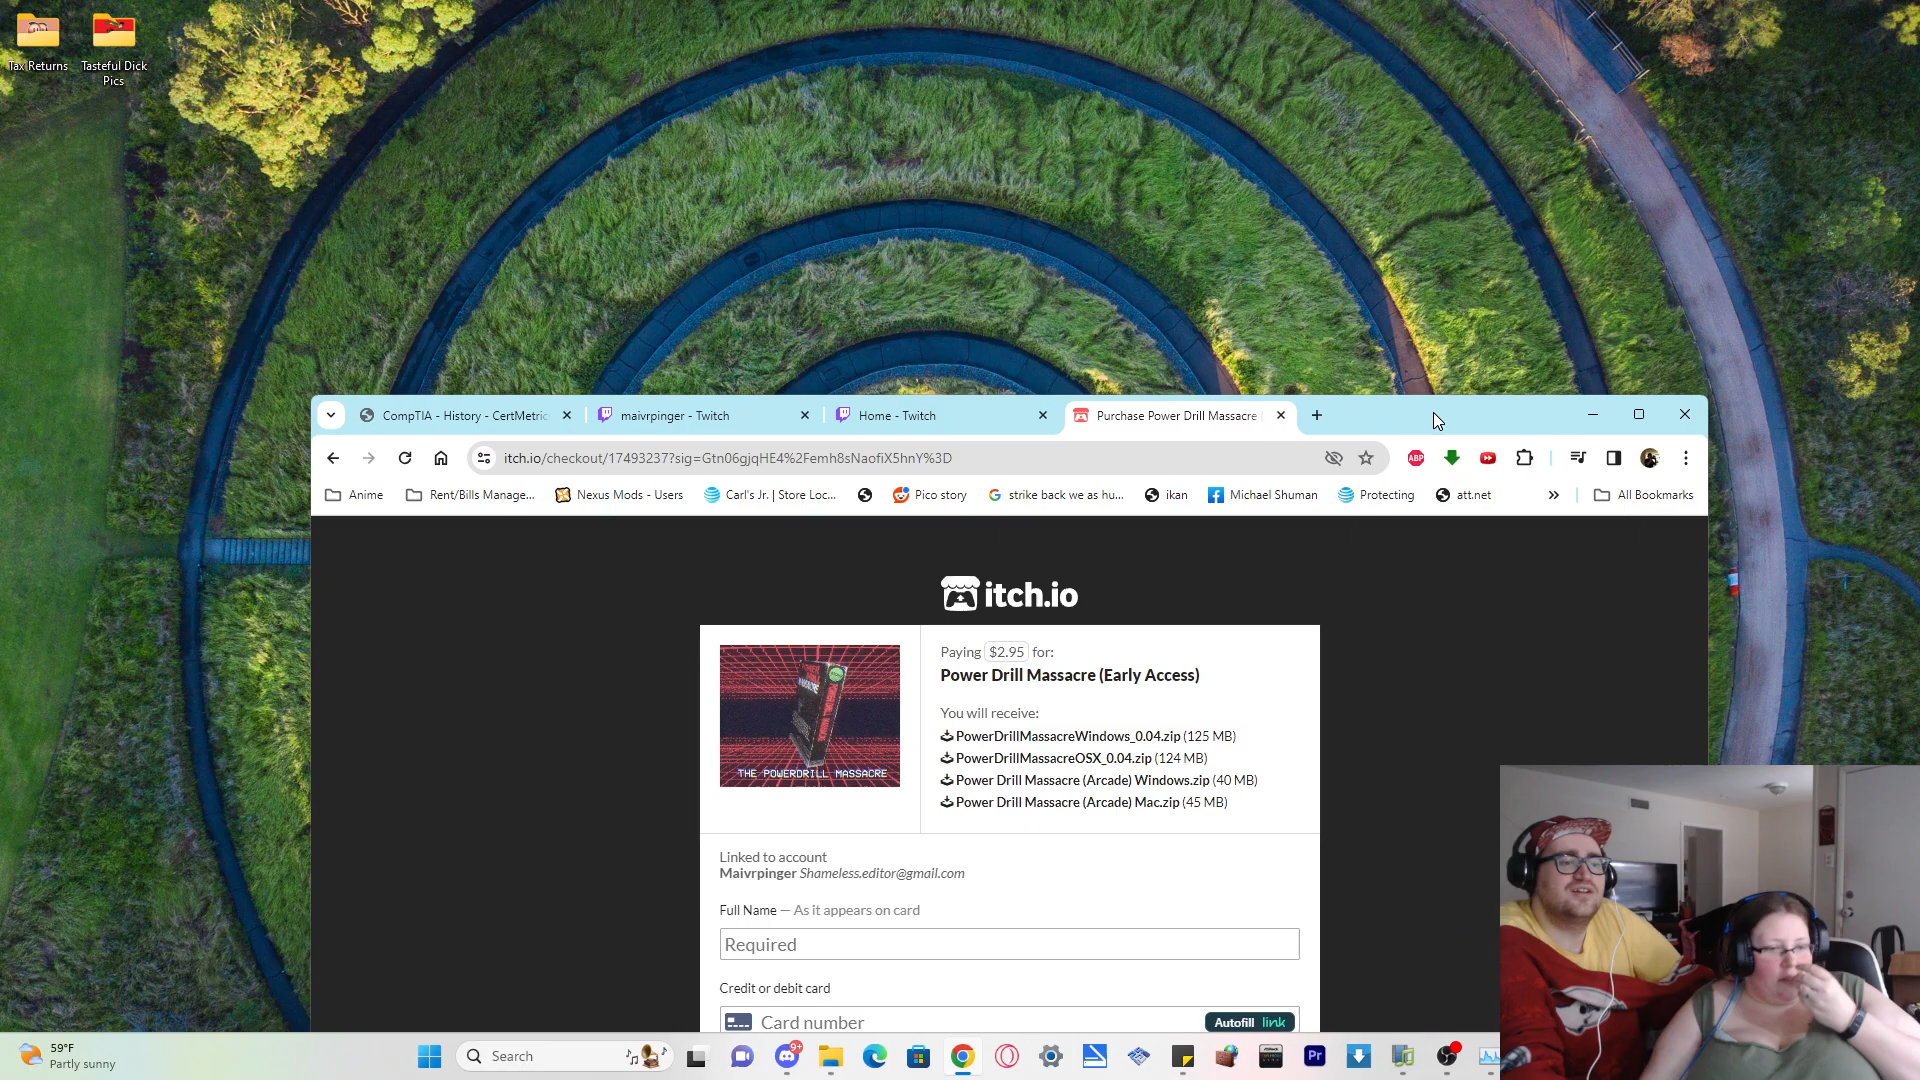 Tax Returns
Tasteful Dick
Pics
CompTIA - History - CertMetric
maivrpinger - Twitch
Home - Twitch
Purchase Power Drill Massacre
itch.io/checkout/17493237?sig=Gtn06gjqHE4%2Femh8sNaofiX5hnY%3D
ABP
Anime
Rent/Bills Manage...
Nexus Mods - Users
Carl's Jr. | Store Loc...
Pico story
strike back we as hu...
ikan
Michael Shuman
Protecting
att.net
All Bookmarks
itch.io
Paying $2.95 for:
Power Drill Massacre (Early Access)
You will receive:
PowerDrillMassacreWindows_0.04.zip (125 MB)
PowerDrillMassacreOSX_0.04.zip (124 MB)
Power Drill Massacre (Arcade) Windows.zip (40 MB)
Power Drill Massacre (Arcade) Mac.zip (45 MB)
THE POWERDRILL MASSACRE
Linked to account
Maivrpinger Shameless.editor@gmail.com
Full Name — As it appears on card
Required
Credit or debit card
Card number
Autofill link
59°F
Partly sunny
Search
9+
Pr